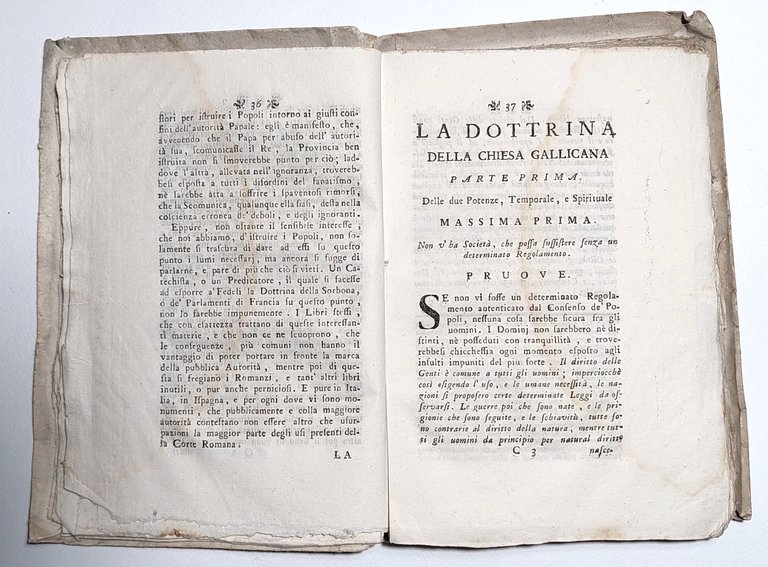 36
stori per istruire i Popoli intorno ai giusti con-
fini dell'autorità Papale: egli è manifesto, che,
avvenendo che il Papa per abuso dell'autori-
tà sua, scomunicasse il Re, la Provincia ben
istruita non si smoverebbe punto per ciò; lad-
dove l'altra, allevata nell'ignoranza, trovereb-
besi esposta a tutti i disordini del fanatismo,
nè sarebbe atta a soffrire i spaventosi rimorsi,
che la Scomunica, qualunque ella siasi, desta nella
coscienza erronea de' deboli, e degli ignoranti.
Eppure, non ostante il sensibile interesse,
che noi abbiamo, d'istruire i Popoli, non so-
lamente si trascura di dare ad essi su questo
punto i lumi necessarj, ma ancora si fugge di
parlarne, e pare di più che ciò si vieti. Un Ca-
techista, o un Predicatore, il quale si facesse
ad esporre a' Fedeli la Dottrina della Sorbona,
o de' Parlamenti di Francia su questo punto,
non lo farebbe impunemente. I Libri stessi,
che con esattezza trattano di queste interessan-
ti materie, e che non ce ne scuoprono, che
le conseguenze, più comuni non hanno il
vantaggio di poter portare in fronte la marca
della pubblica Autorità, mentre poi di que-
sta si fregiano i Romanzi, e tant'altri libri
inutili, o pur anche perniciosi. E pure in Ita-
lia, in Ispagna, e per ogni dove vi sono mo-
numenti, che pubblicamente e colla maggiore
autorità contestano non essere altro che usur-
pazioni la maggior parte degli usi presenti del-
la Corte Romana.
LA
37
LA DOTTRINA
DELLA CHIESA GALLICANA
PARTE PRIMA.
Delle due Potenze, Temporale, e Spirituale
MASSIMA PRIMA.
Non v'ha Società, che possa sussistere senza un
determinato Regolamento.
PRUOVE.
SE non vi fosse un determinato Regola-
mento autenticato dal Consenso de' Po-
poli, nessuna cosa sarebbe sicura fra gli
uomini. I Dominj non sarebbero nè di-
stinti, nè posseduti con tranquillità, e trove-
rebbesi chicchessia ogni momento esposto agli
insulti impuniti del più forte. Il diritto delle
Genti è comune a tutti gli uomini; imperciocchè
così esigendo l'uso, e le umane necessità, le na-
zioni si proposero certe determinate Leggi da os-
servarsi. Le guerre poi che sono nate, e le pri-
gionie che sono seguite, e le schiavitù, tutte so-
no contrarie al diritto della natura, mentre tut-
ti gli uomini da principio per natural diritto
C 3 nasco-